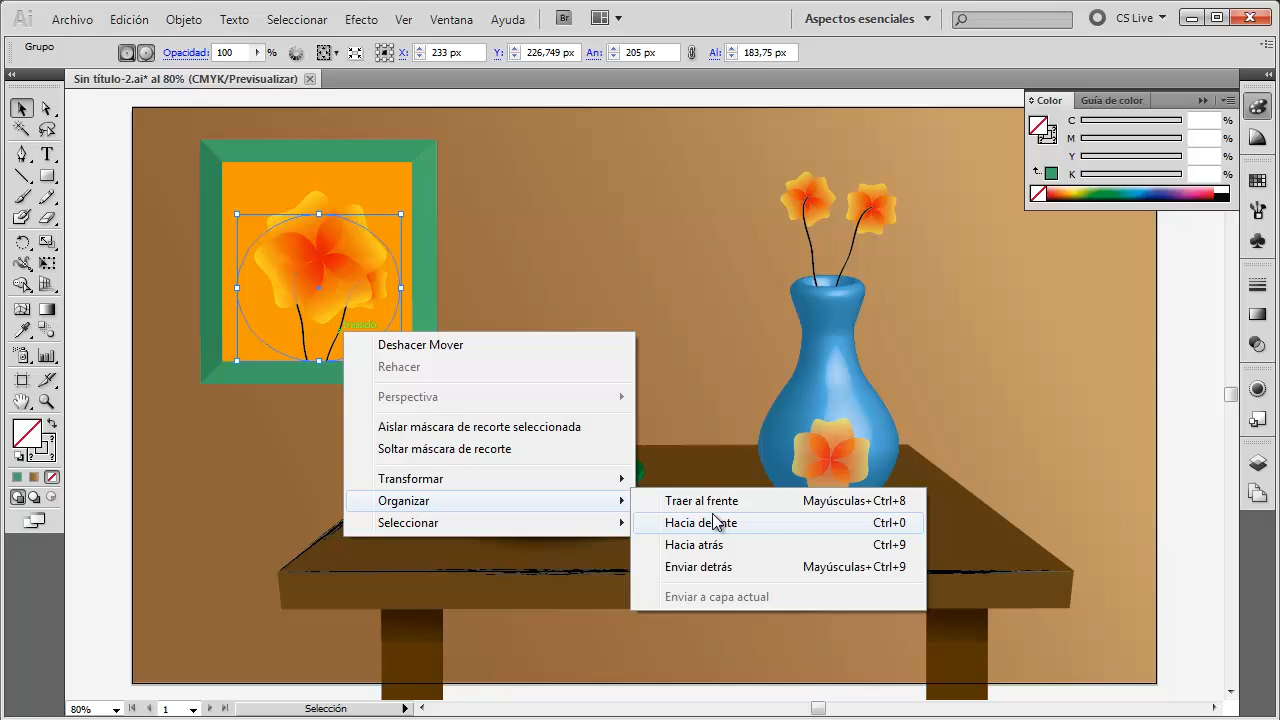 Ai Archivo Edición Objeto Texto Seleccionar Efecto Ver Ventana Ayuda Br Aspectos esenciales CS Live
Grupo Opacidad: 100 % X: 233 px Y: 226,749 px An: 205 px Al: 183,75 px
Sin título-2.ai* al 80% (CMYK/Previsualizar)
Color Guía de color
C %
M %
Y %
K %
Deshacer Mover
Rehacer
Perspectiva
Aislar máscara de recorte seleccionada
Soltar máscara de recorte
Transformar
Organizar
Seleccionar
Traer al frente Mayúsculas+Ctrl+8
Hacia delante Ctrl+0
Hacia atrás Ctrl+9
Enviar detrás Mayúsculas+Ctrl+9
Enviar a capa actual
80% 1 Selección